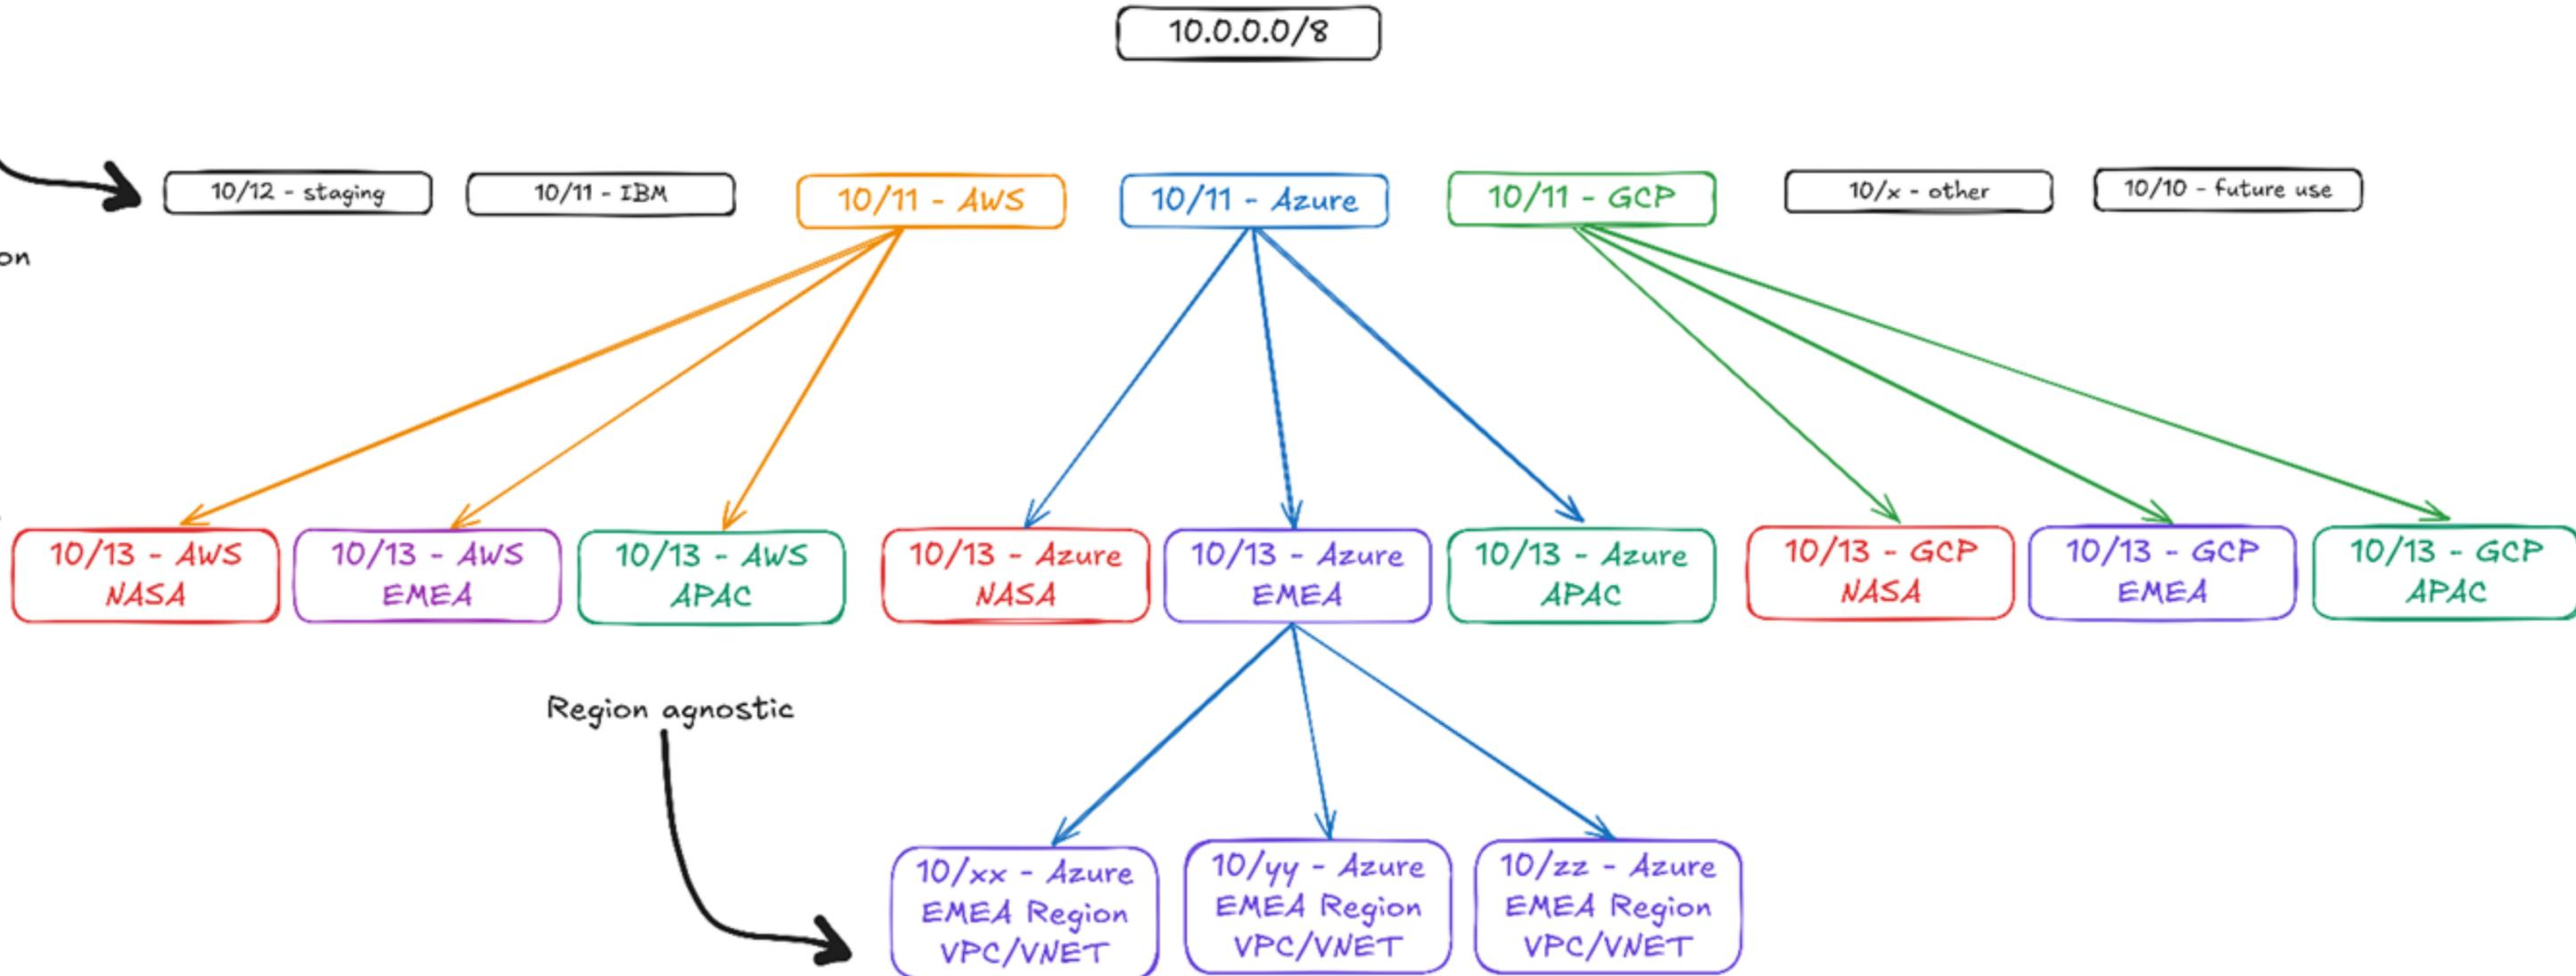 10.0.0.0/8
10/12 - staging
10/11 - IBM
10/11 - AWS
10/11 - Azure
10/11 - GCP
10/x - other
10/10 - future use
on
10/13 - AWS
NASA
10/13 - AWS
EMEA
10/13 - AWS
APAC
10/13 - Azure
NASA
10/13 - Azure
EMEA
10/13 - Azure
APAC
10/13 - GCP
NASA
10/13 - GCP
EMEA
10/13 - GCP
APAC
Region agnostic
10/xx - Azure
EMEA Region
VPC/VNET
10/yy - Azure
EMEA Region
VPC/VNET
10/zz - Azure
EMEA Region
VPC/VNET